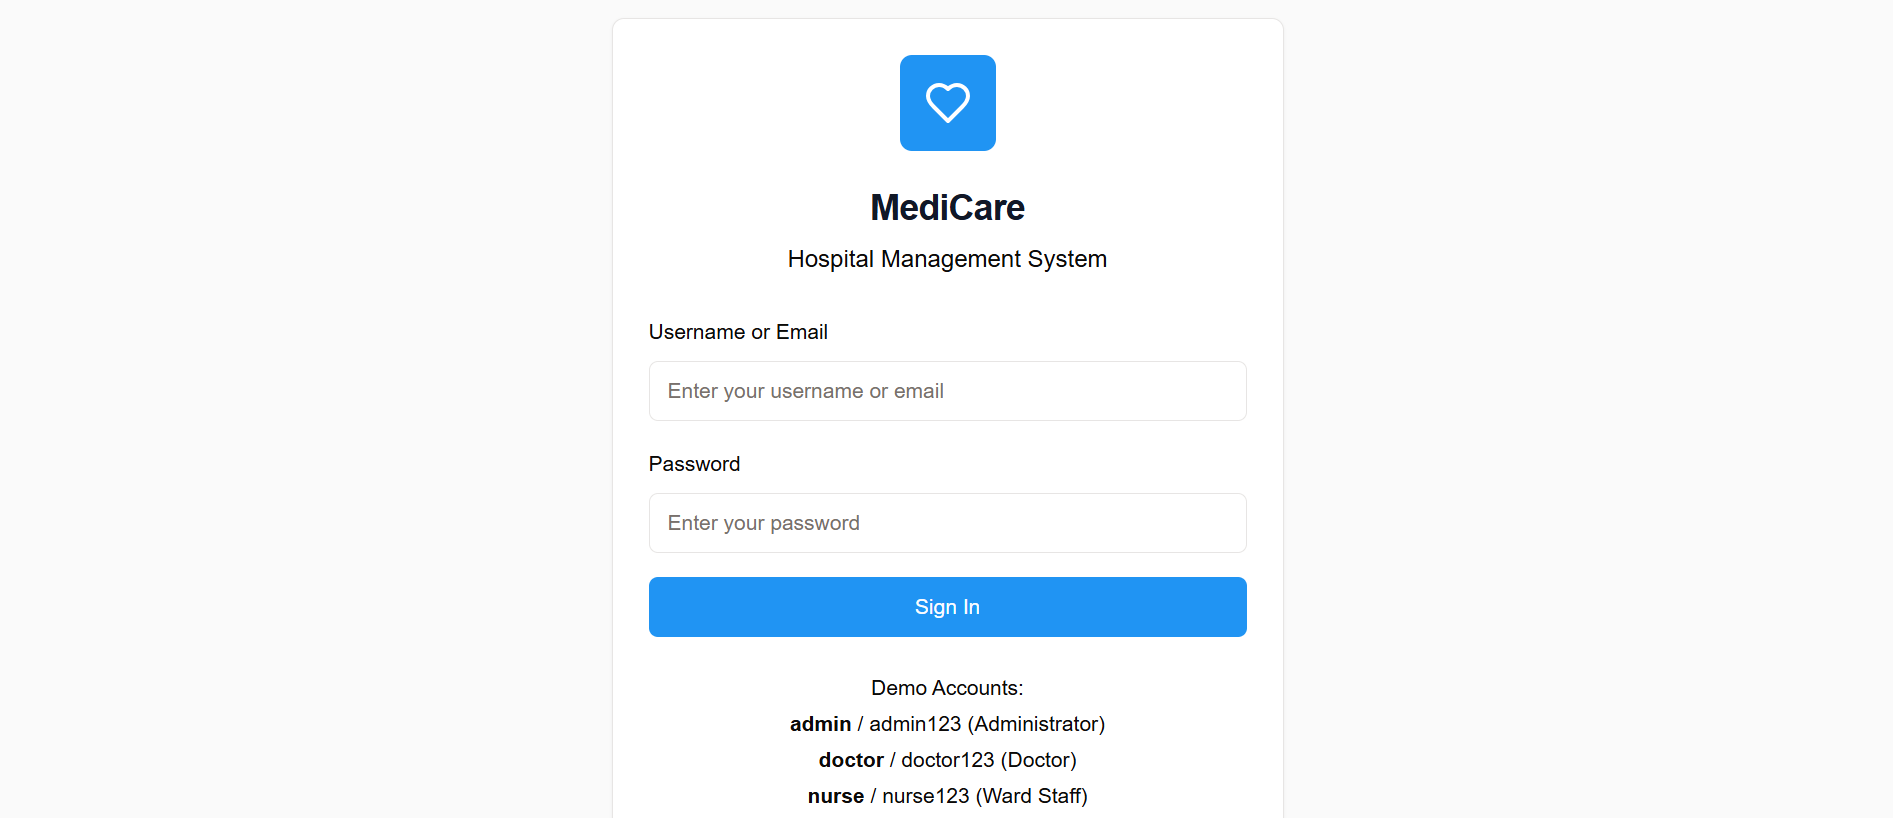 MediCare
Hospital Management System
Username or Email
Enter your username or email
Password
Enter your password
Sign In
Demo Accounts:
admin / admin123 (Administrator)
doctor / doctor123 (Doctor)
nurse / nurse123 (Ward Staff)